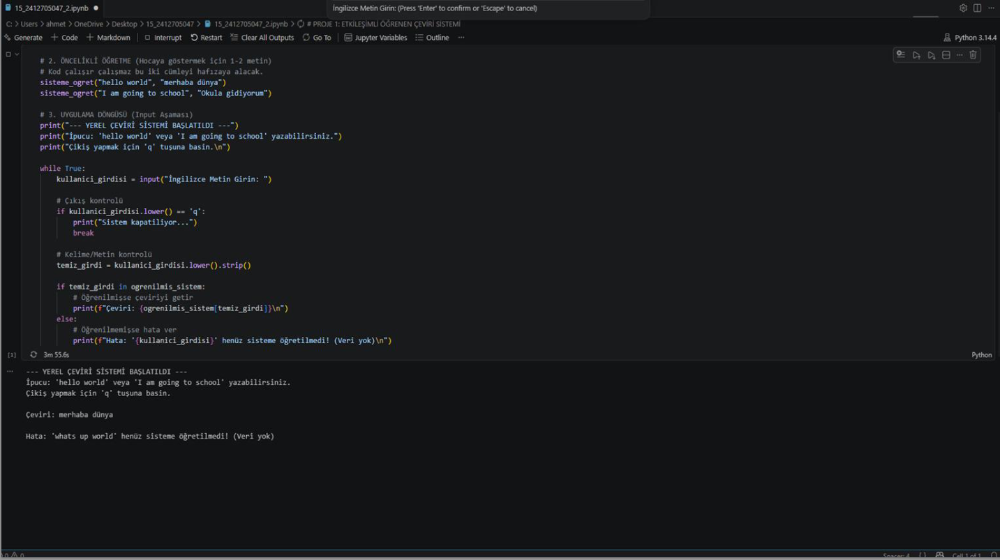 15_2412705047_2.ipynb
İngilizce Metin Girin: (Press 'Enter' to confirm or 'Escape' to cancel)
C: > Users > ahmet > OneDrive > Desktop > 15_2412705047 > 15_2412705047_2.ipynb > # PROJE 1: ETKİLEŞİMLİ ÖĞRENEN ÇEVİRİ SİSTEMİ
Generate + Code + Markdown Interrupt Restart Clear All Outputs Go To Jupyter Variables Outline ... Python 3.14.4
# 2. ÖNCELİKLİ ÖĞRETME (Hocaya göstermek için 1-2 metin)
# Kod çalışır çalışmaz bu iki cümleyi hafızaya alacak.
sisteme_ogret("hello world", "merhaba dünya")
sisteme_ogret("I am going to school", "Okula gidiyorum")
# 3. UYGULAMA DÖNGÜSÜ (Input Aşaması)
print("--- YEREL ÇEVİRİ SİSTEMİ BAŞLATILDI ---")
print("İpucu: 'hello world' veya 'I am going to school' yazabilirsiniz.")
print("Çikiş yapmak için 'q' tuşuna basin.\n")
while True:
kullanici_girdisi = input("İngilizce Metin Girin: ")
# Çıkış kontrolü
if kullanici_girdisi.lower() == 'q':
print("Sistem kapatiliyor...")
break
# Kelime/Metin kontrolü
temiz_girdi = kullanici_girdisi.lower().strip()
if temiz_girdi in ogrenilmis_sistem:
# Öğrenilmişse çeviriyi getir
print(f"Çeviri: {ogrenilmis_sistem[temiz_girdi]}\n")
else:
# Öğrenilmemişse hata ver
print(f"Hata: '{kullanici_girdisi}' henüz sisteme öğretilmedi! (Veri yok)\n")
[1] 3m 55.6s Python
--- YEREL ÇEVİRİ SİSTEMİ BAŞLATILDI ---
İpucu: 'hello world' veya 'I am going to school' yazabilirsiniz.
Çikiş yapmak için 'q' tuşuna basin.
Çeviri: merhaba dünya
Hata: 'whats up world' henüz sisteme öğretilmedi! (Veri yok)
Spaces: 4 Cell 1 of 1